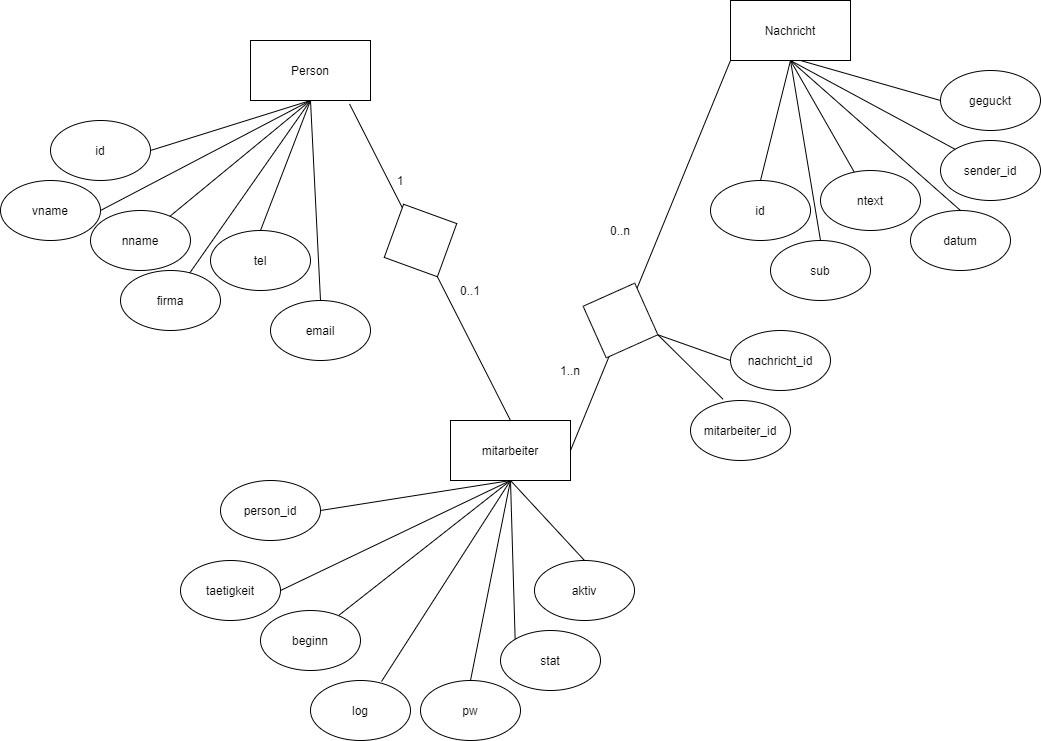 Nachricht
Person
geguckt
id
sender_id
1
vname
ntext
id
nname
0..n
datum
tel
sub
0..1
firma
email
nachricht_id
1..n
mitarbeiter_id
mitarbeiter
person_id
taetigkeit
aktiv
beginn
stat
log
pw